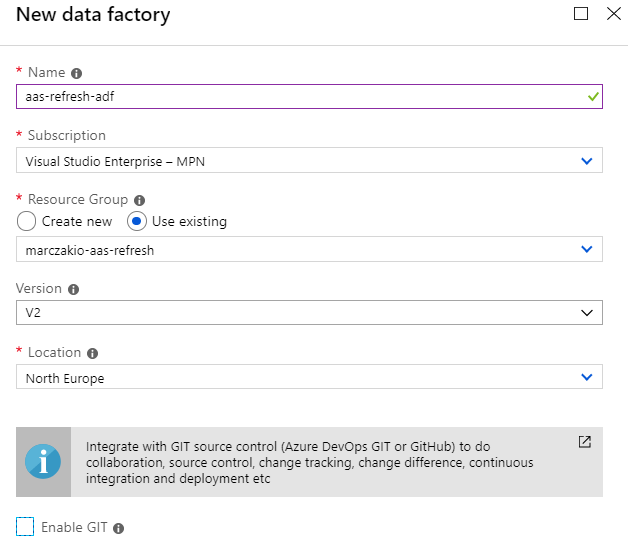 New data factory
* Name
aas-refresh-adf
* Subscription
Visual Studio Enterprise – MPN
* Resource Group
Create new Use existing
marczakio-aas-refresh
Version
V2
* Location
North Europe
Integrate with GIT source control (Azure DevOps GIT or GitHub) to do
collaboration, source control, change tracking, change difference, continuous
integration and deployment etc
Enable GIT